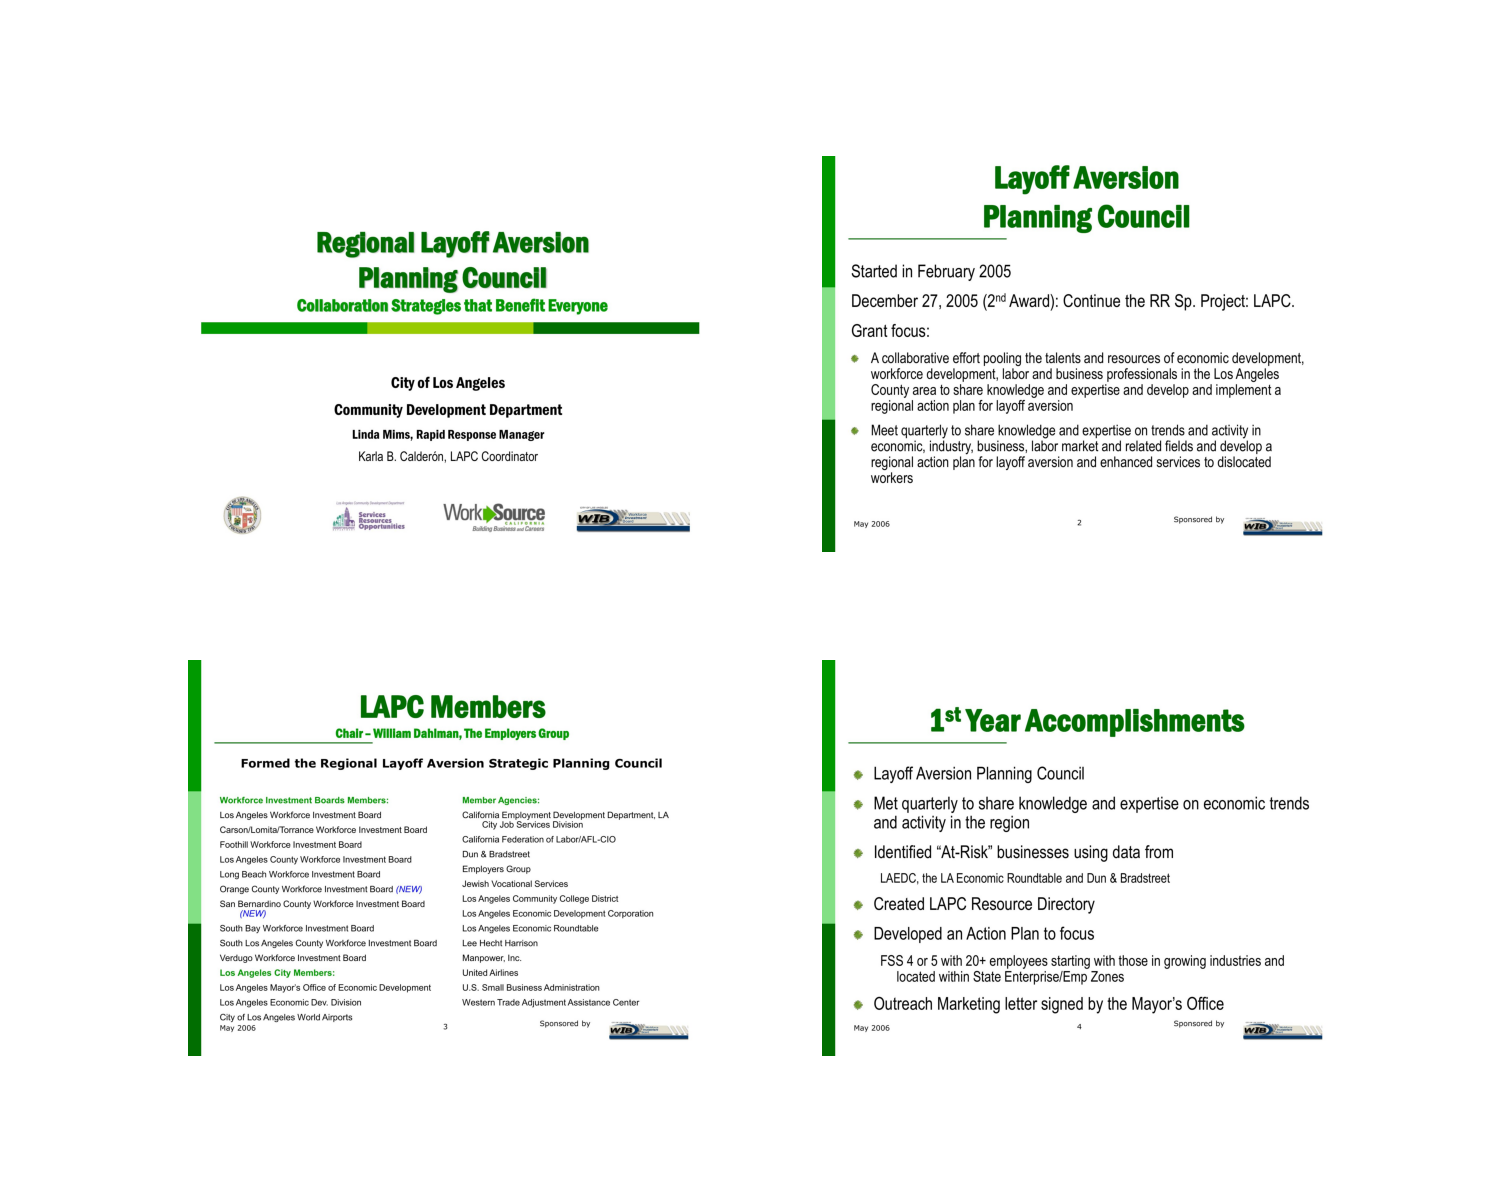 Regional Layoff Aversion
Planning Council
Collaboration Strategies that Benefit Everyone
City of Los Angeles
Community Development Department
Linda Mims, Rapid Response Manager
Karla B. Calderón, LAPC Coordinator
Los Angeles Community Development Department
Services
Resources
Opportunities
WorkSource
CALIFORNIA
Building Business and Careers
WIB
Workforce
Investment
Board
Layoff Aversion
Planning Council
Started in February 2005
December 27, 2005 (2nd Award): Continue the RR Sp. Project: LAPC.
Grant focus:
A collaborative effort pooling the talents and resources of economic development,
workforce development, labor and business professionals in the Los Angeles
County area to share knowledge and expertise and develop and implement a
regional action plan for layoff aversion
Meet quarterly to share knowledge and expertise on trends and activity in
economic, industry, business, labor market and related fields and develop a
regional action plan for layoff aversion and enhanced services to dislocated
workers
May 2006
2
Sponsored by
WIB
LAPC Members
Chair – William Dahlman, The Employers Group
Formed the Regional Layoff Aversion Strategic Planning Council
Workforce Investment Boards Members:
Los Angeles Workforce Investment Board
Carson/Lomita/Torrance Workforce Investment Board
Foothill Workforce Investment Board
Los Angeles County Workforce Investment Board
Long Beach Workforce Investment Board
Orange County Workforce Investment Board (NEW)
San Bernardino County Workforce Investment Board
(NEW)
South Bay Workforce Investment Board
South Los Angeles County Workforce Investment Board
Verdugo Workforce Investment Board
Los Angeles City Members:
Los Angeles Mayor's Office of Economic Development
Los Angeles Economic Dev. Division
City of Los Angeles World Airports
Member Agencies:
California Employment Development Department, LA
City Job Services Division
California Federation of Labor/AFL-CIO
Dun & Bradstreet
Employers Group
Jewish Vocational Services
Los Angeles Community College District
Los Angeles Economic Development Corporation
Los Angeles Economic Roundtable
Lee Hecht Harrison
Manpower, Inc.
United Airlines
U.S. Small Business Administration
Western Trade Adjustment Assistance Center
May 2006
3
Sponsored by
WIB
1st Year Accomplishments
Layoff Aversion Planning Council
Met quarterly to share knowledge and expertise on economic trends
and activity in the region
Identified “At-Risk” businesses using data from
LAEDC, the LA Economic Roundtable and Dun & Bradstreet
Created LAPC Resource Directory
Developed an Action Plan to focus
FSS 4 or 5 with 20+ employees starting with those in growing industries and
located within State Enterprise/Emp Zones
Outreach Marketing letter signed by the Mayor's Office
May 2006
4
Sponsored by
WIB